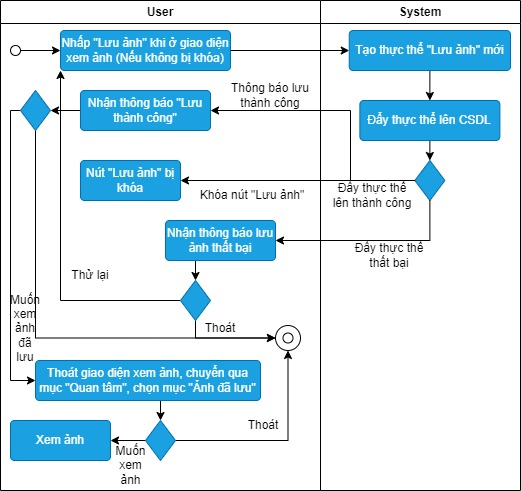 User
System
Nhấp "Lưu ảnh" khi ở giao diện
xem ảnh (Nếu không bị khóa)
Tạo thực thể "Lưu ảnh" mới
Thông báo lưu
thành công
Nhận thông báo "Lưu
thành công"
Đẩy thực thể lên CSDL
Nút "Lưu ảnh" bị
khóa
Khóa nút "Lưu ảnh"
Đẩy thực thể
lên thành công
Nhận thông báo lưu
ảnh thất bại
Đẩy thực thể
thất bại
Thử lại
Muốn
xem
ảnh
đã
lưu
Thoát
Thoát giao diện xem ảnh, chuyển qua
mục "Quan tâm", chọn mục "Ảnh đã lưu"
Thoát
Xem ảnh
Muốn
xem
ảnh